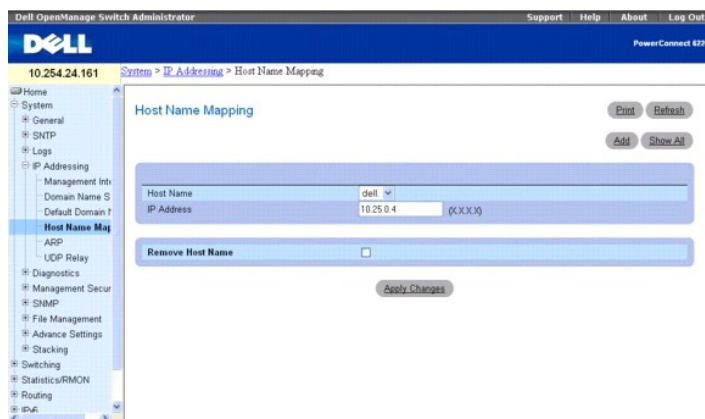 Dell OpenManage Switch Administrator
Support Help About Log Out
DELL
PowerConnect 622
10.254.24.161
System > IP Addressing > Host Name Mapping
Home
System
General
SNTP
Logs
IP Addressing
Management Inte
Domain Name S
Default Domain N
Host Name Map
ARP
UDP Relay
Diagnostics
Management Secur
SNMP
File Management
Advance Settings
Stacking
Switching
Statistics/RMON
Routing
IPv6
Host Name Mapping
Print Refresh
Add Show All
Host Name dell
IP Address 10.25.0.4 (X.X.X.X)
Remove Host Name
Apply Changes